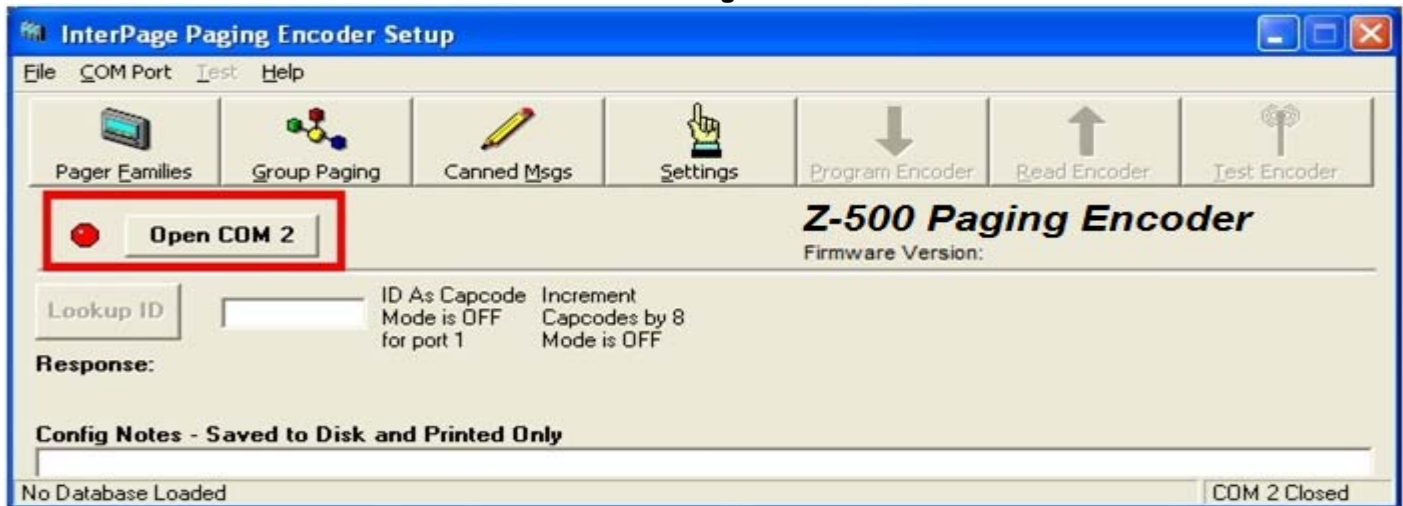 InterPage Paging Encoder Setup
File COM Port Test Help
Pager Families Group Paging Canned Msgs Settings Program Encoder Read Encoder Test Encoder
Open COM 2
Z-500 Paging Encoder
Firmware Version:
Lookup ID
ID As Capcode Increment
Mode is OFF Capcodes by 8
for port 1 Mode is OFF
Response:
Config Notes - Saved to Disk and Printed Only
No Database Loaded COM 2 Closed